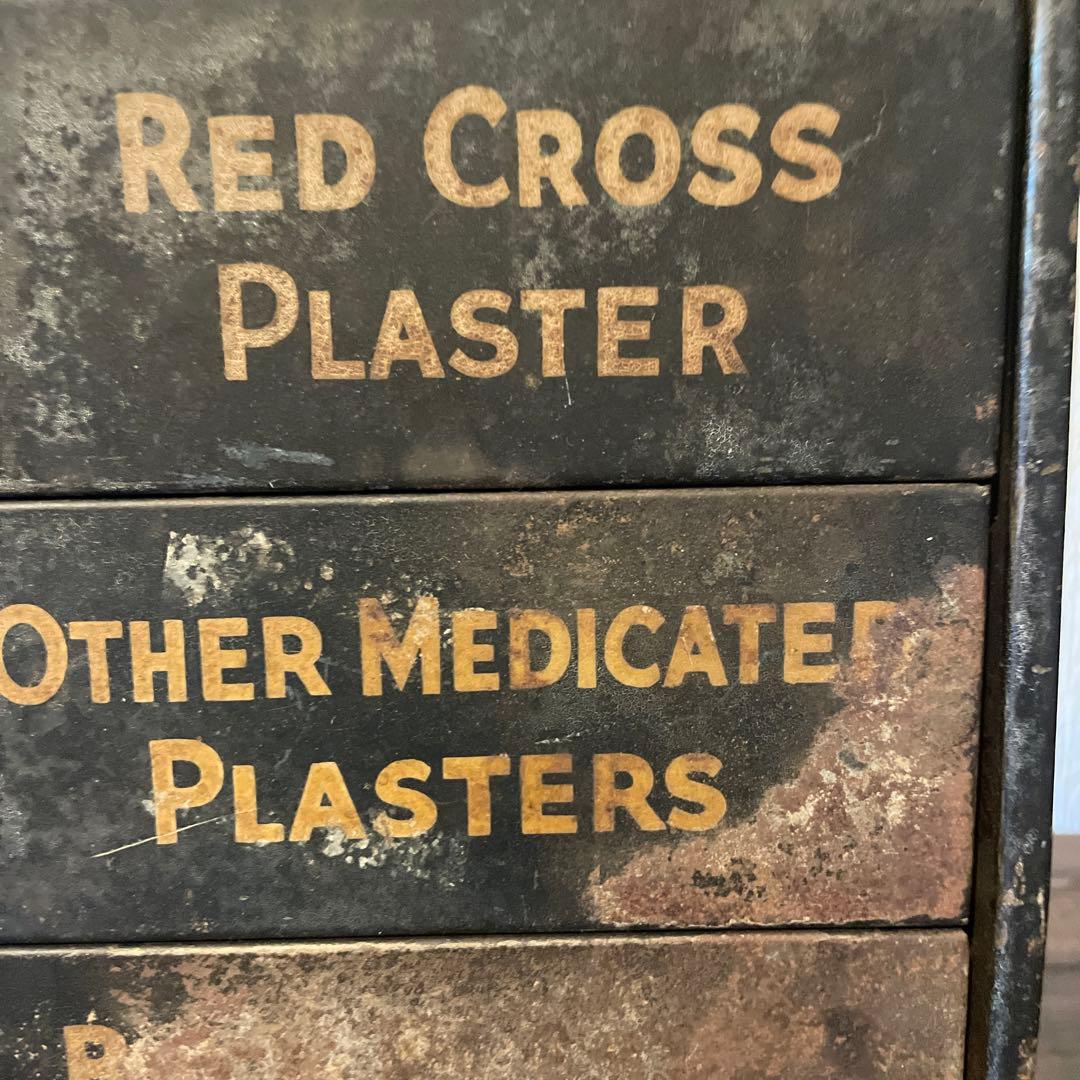 RED CROSS
PLASTER
OTHER MEDICATED
PLASTERS